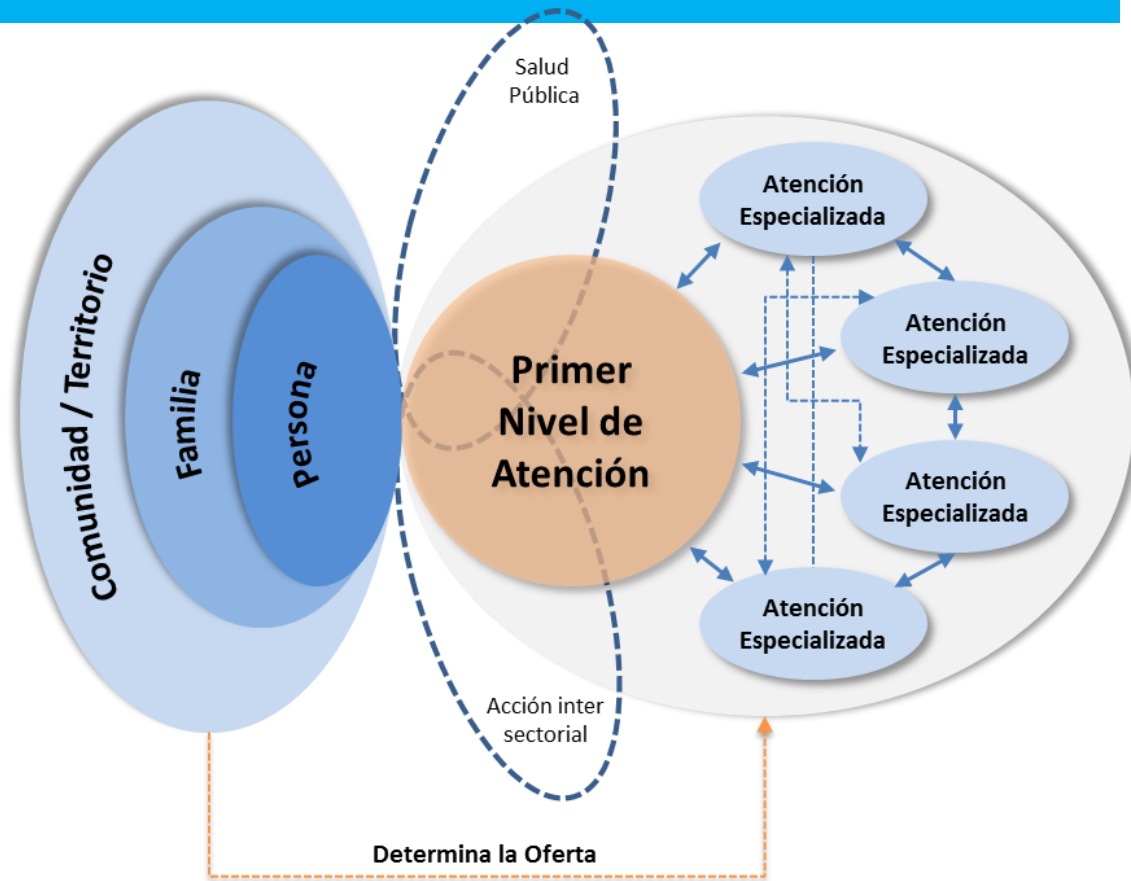 Salud
Pública
Comunidad / Territorio
Familia
Persona
Primer
Nivel de
Atención
Atención
Especializada
Atención
Especializada
Atención
Especializada
Atención
Especializada
Acción inter
sectorial
Determina la Oferta